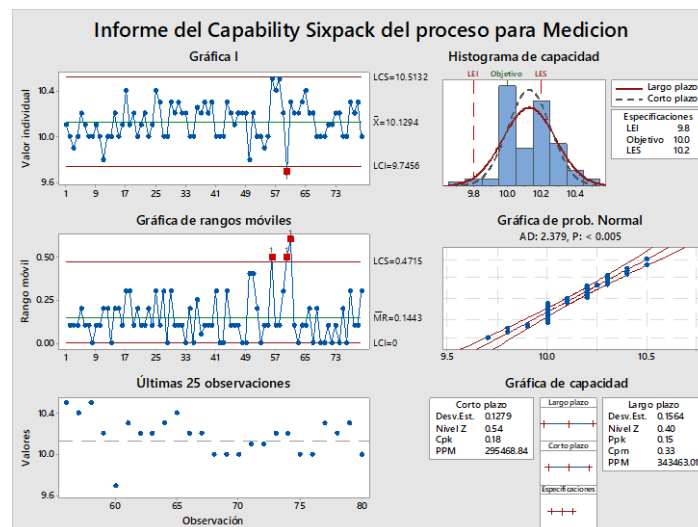 Informe del Capability Sixpack del proceso para Medicion
Gráfica I
Valor individual
10.4
10.0
9.6
1 9 17 25 33 41 49 57 65 73
LCS=10.5132
X=10.1294
LCI=9.7456
1
Histograma de capacidad
LEI Objetivo LES
9.8 10.0 10.2 10.4
Largo plazo
Corto plazo
Especificaciones
LEI 9.8
Objetivo 10.0
LES 10.2
Gráfica de rangos móviles
Rango móvil
0.50
0.25
0.00
1 9 17 25 33 41 49 57 65 73
LCS=0.4715
MR=0.1443
LCI=0
Gráfica de prob. Normal
AD: 2.379, P: < 0.005
9.5 10.0 10.5
Últimas 25 observaciones
Valores
10.4
10.0
9.6
60 65 70 75 80
Observación
Gráfica de capacidad
Corto plazo
Desv.Est. 0.1279
Nivel Z 0.54
Cpk 0.18
PPM 295468.84
Largo plazo
Corto plazo
Especificaciones
Largo plazo
Desv.Est. 0.1564
Nivel Z 0.40
Ppk 0.15
Cpm 0.33
PPM 343463.01